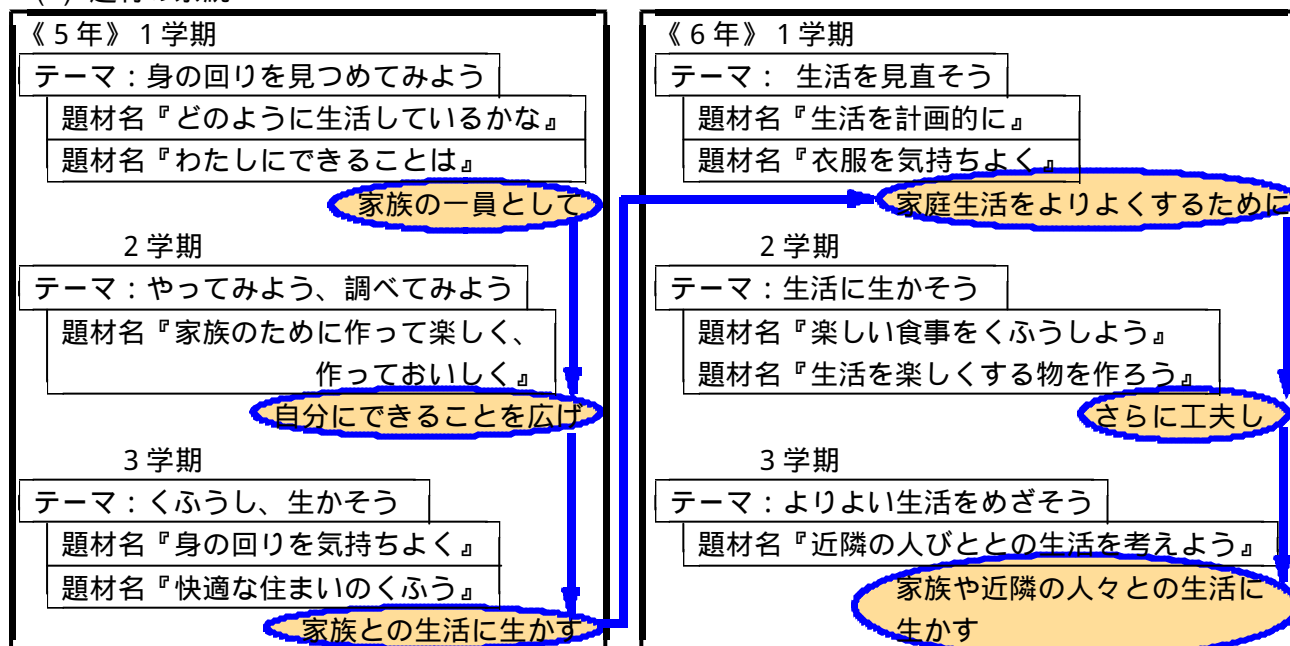 《5年》1学期
テーマ：身の回りを見つめてみよう
題材名『どのように生活しているかな』
題材名『わたしにできることは』
家族の一員として
2学期
テーマ：やってみよう、調べてみよう
題材名『家族のために作って楽しく、
作っておいしく』
自分にできることを広げ
3学期
テーマ：くふうし、生かそう
題材名『身の回りを気持ちよく』
題材名『快適な住まいのくふう』
家族との生活に生かす
《6年》1学期
テーマ： 生活を見直そう
題材名『生活を計画的に』
題材名『衣服を気持ちよく』
家庭生活をよりよくするために
2学期
テーマ：生活に生かそう
題材名『楽しい食事をくふうしよう』
題材名『生活を楽しくする物を作ろう』
さらに工夫し
3学期
テーマ：よりよい生活をめざそう
題材名『近隣の人びととの生活を考えよう』
家族や近隣の人々との生活に
生かす